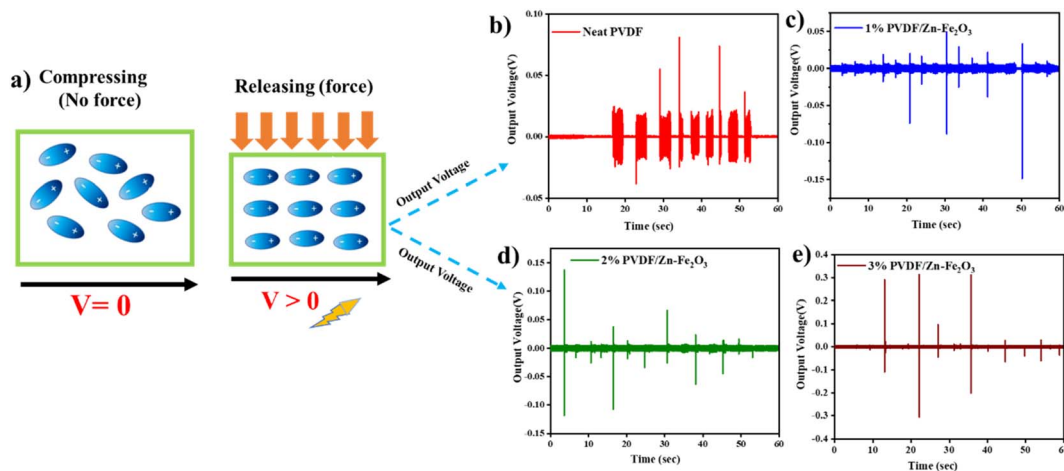 a)
Compressing
(No force)
V= 0
Releasing (force)
V > 0
Output Voltage
Output Voltage
b)
Neat PVDF
Output Voltage(V)
0.10
0.05
0.00
-0.05
0 10 20 30 40 50 60
Time (sec)
c)
1% PVDF/Zn-Fe₂O₃
Output Voltage(V)
0.05
0.00
-0.05
-0.10
-0.15
0 10 20 30 40 50 60
Time (sec)
d)
2% PVDF/Zn-Fe₂O₃
Output Voltage(V)
0.15
0.10
0.05
0.00
-0.05
-0.10
-0.15
0 10 20 30 40 50 60
Time (sec)
e)
3% PVDF/Zn-Fe₂O₃
Output Voltage(V)
0.4
0.3
0.2
0.1
0.0
-0.1
-0.2
-0.3
-0.4
0 10 20 30 40 50 60
Time (sec)